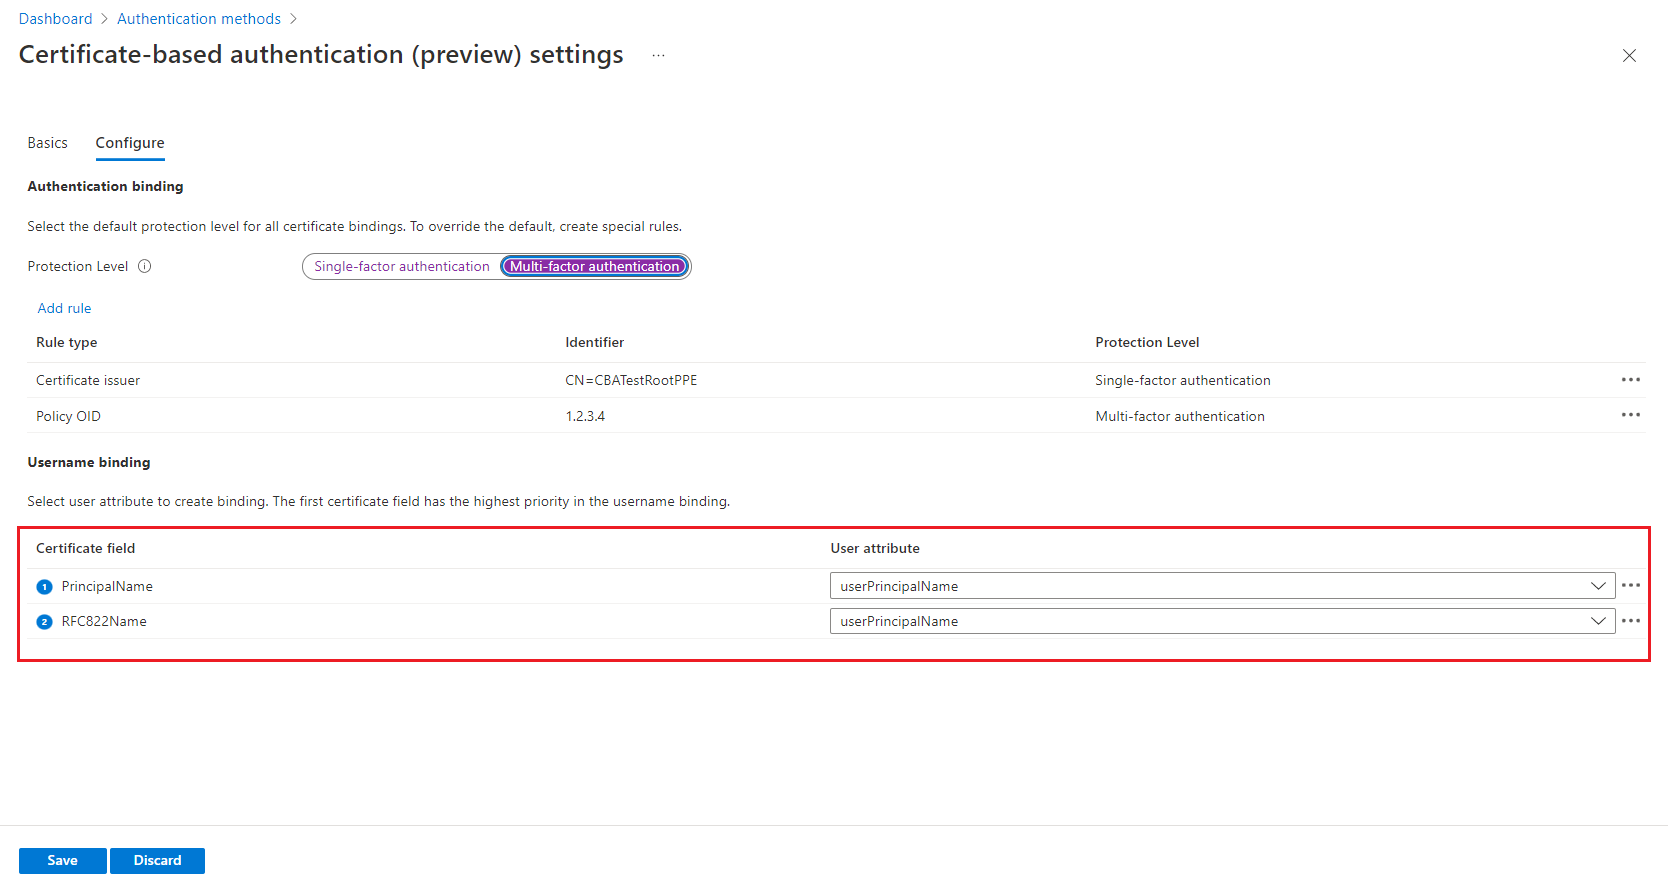 Dashboard > Authentication methods >
Certificate-based authentication (preview) settings ...
Basics Configure
Authentication binding
Select the default protection level for all certificate bindings. To override the default, create special rules.
Protection Level Single-factor authentication Multi-factor authentication
Add rule
Rule type Identifier Protection Level
Certificate issuer CN=CBATestRootPPE Single-factor authentication
Policy OID 1.2.3.4 Multi-factor authentication
Username binding
Select user attribute to create binding. The first certificate field has the highest priority in the username binding.
Certificate field User attribute
1 PrincipalName userPrincipalName
2 RFC822Name userPrincipalName
Save Discard